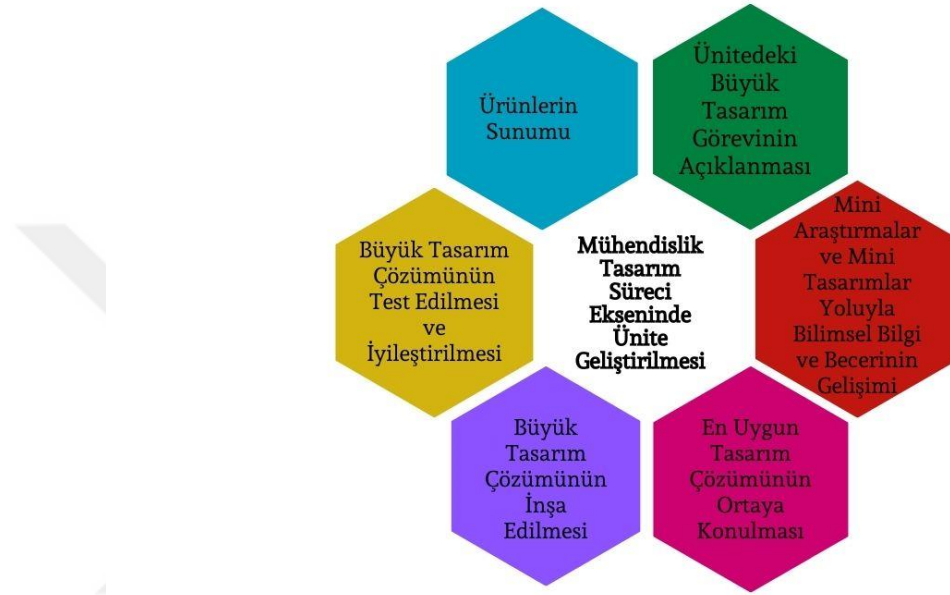 Ürünlerin
Sunumu
Ünitedeki
Büyük
Tasarım
Görevinin
Açıklanması
Mini
Araştırmalar
ve Mini
Tasarımlar
Yoluyla
Bilimsel Bilgi
ve Becerinin
Gelişimi
En Uygun
Tasarım
Çözümünün
Ortaya
Konulması
Büyük
Tasarım
Çözümünün
İnşa
Edilmesi
Büyük Tasarım
Çözümünün
Test Edilmesi
ve
İyileştirilmesi
Mühendislik
Tasarım
Süreci
Ekseninde
Ünite
Geliştirilmesi